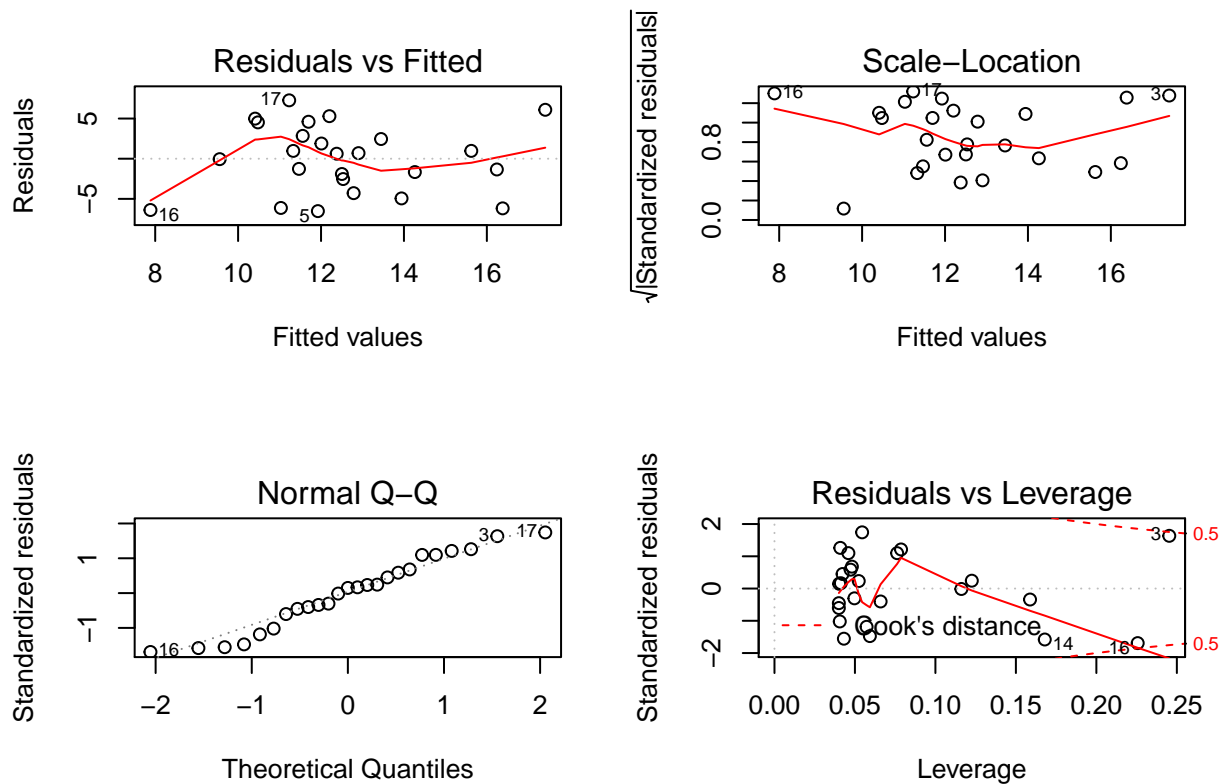 Residuals vs Fitted
Residuals
5
−5
17
16
5
8 10 12 14 16
Fitted values
Scale−Location
√|Standardized residuals|
0.8
0.0
16
17
3
8 10 12 14 16
Fitted values
Normal Q−Q
Standardized residuals
1
−1
3
17
16
−2 −1 0 1 2
Theoretical Quantiles
Residuals vs Leverage
Standardized residuals
2
0
−2
3
0.5
Cook's distance
14
16
0.5
0.00 0.05 0.10 0.15 0.20 0.25
Leverage